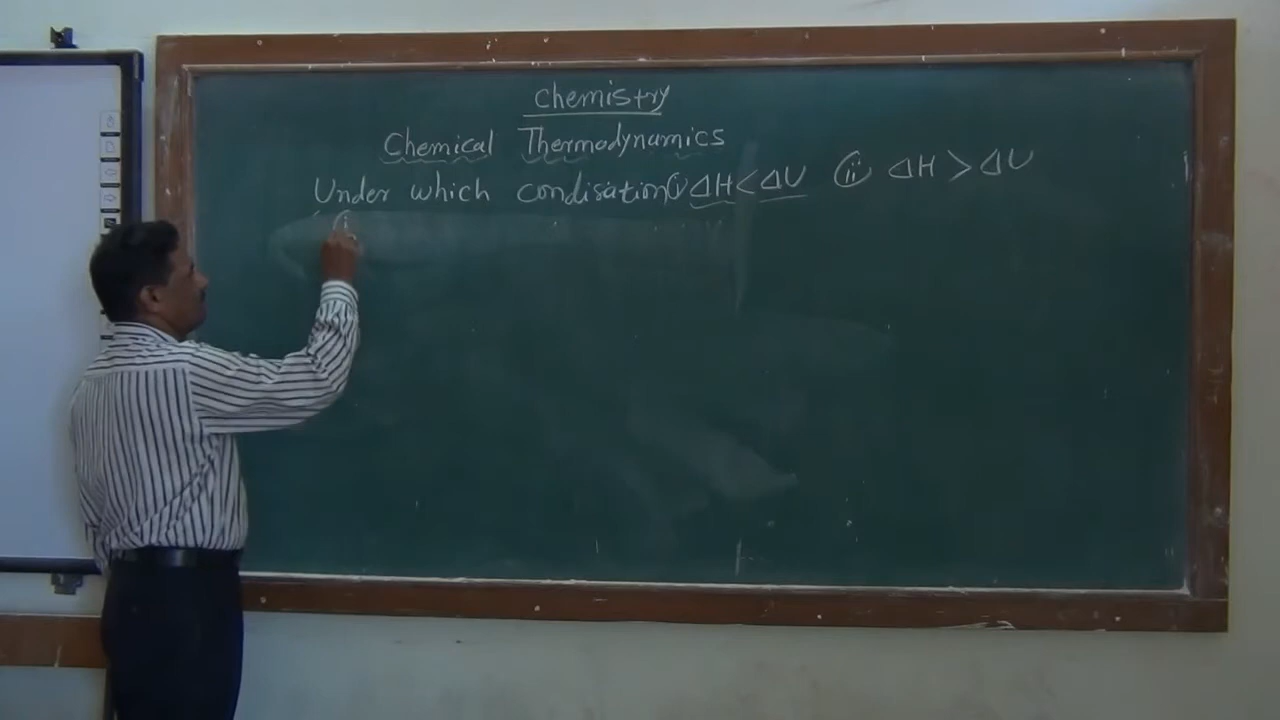 Chemistry
Chemical Thermodynamics
Under which condisation (i) ΔH < ΔU (ii) ΔH > ΔU
(i